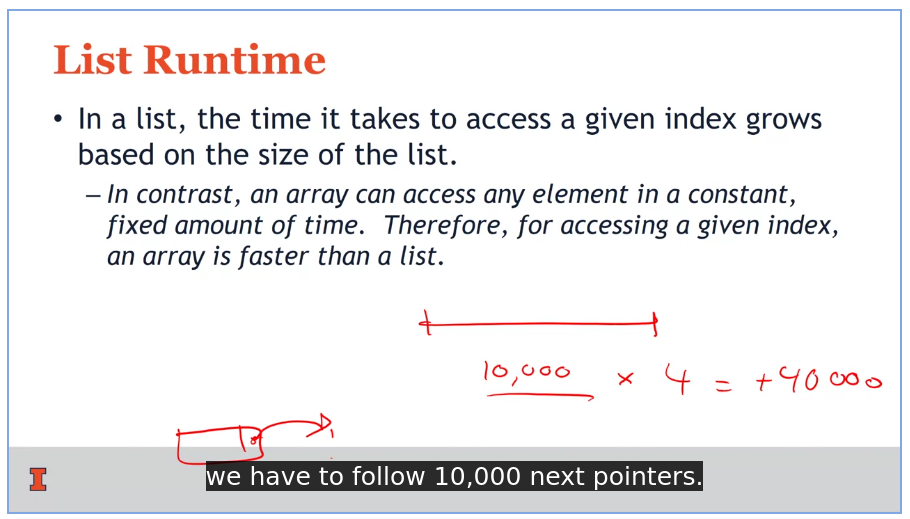 List Runtime
• In a list, the time it takes to access a given index grows
based on the size of the list.
– In contrast, an array can access any element in a constant,
fixed amount of time. Therefore, for accessing a given index,
an array is faster than a list.
10,000 × 4 = +40000
we have to follow 10,000 next pointers.
I